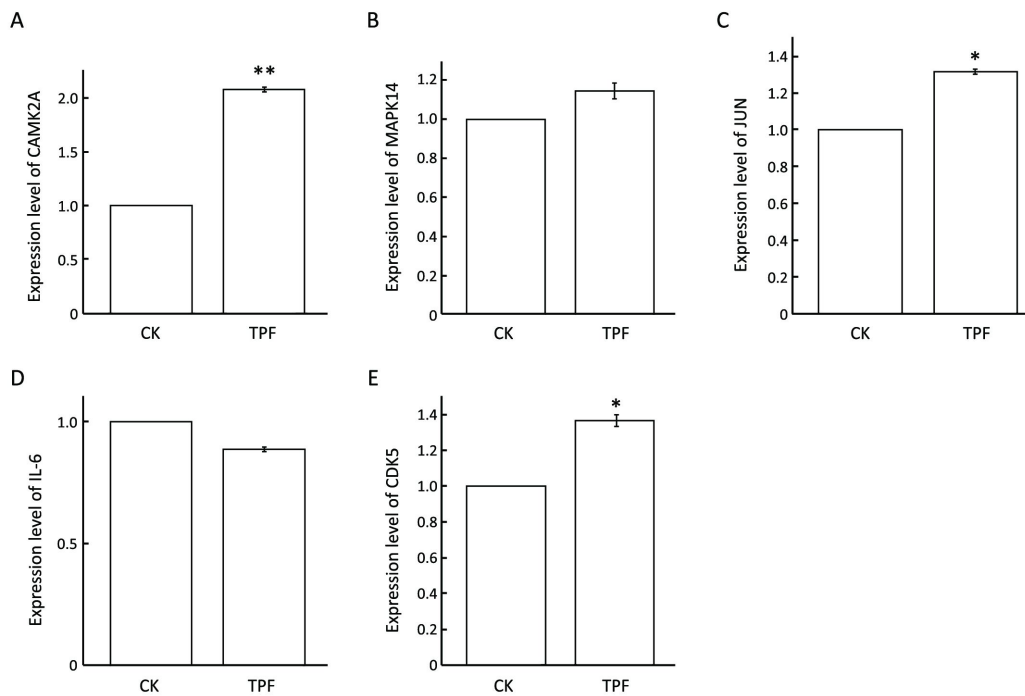 A
Expression level of CAMK2A
2.0
1.5
1.0
0.5
0
**
CK TPF
B
Expression level of MAPK14
1.2
1.0
0.8
0.6
0.4
0.2
0
CK TPF
C
Expression level of JUN
1.4
1.2
1.0
0.8
0.6
0.4
0.2
0
*
CK TPF
D
Expression level of IL-6
1.0
0.5
0
CK TPF
E
Expression level of CDK5
1.4
1.2
1.0
0.8
0.6
0.4
0.2
0
*
CK TPF